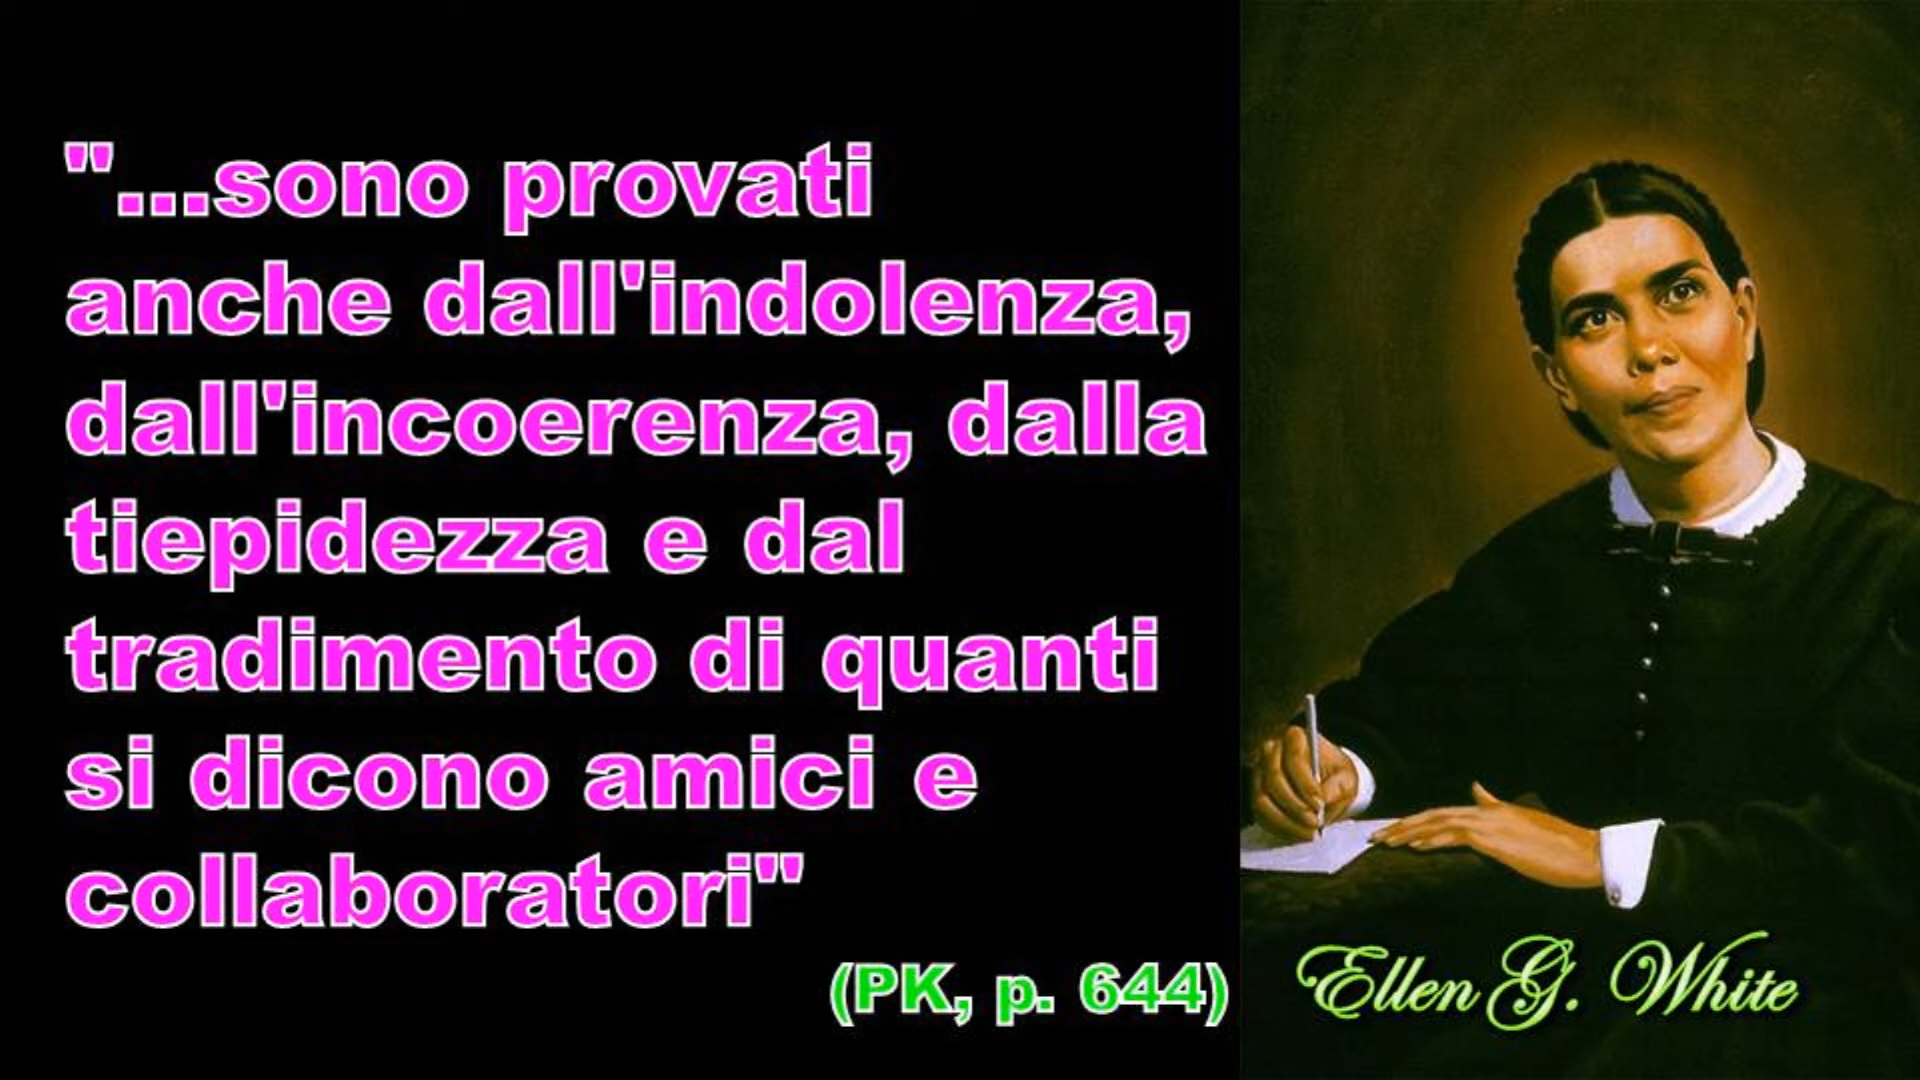 "...sono provati
anche dall'indolenza,
dall'incoerenza, dalla
tiepidezza e dal
tradimento di quanti
si dicono amici e
collaboratori"
(PK, p. 644)
Ellen G. White